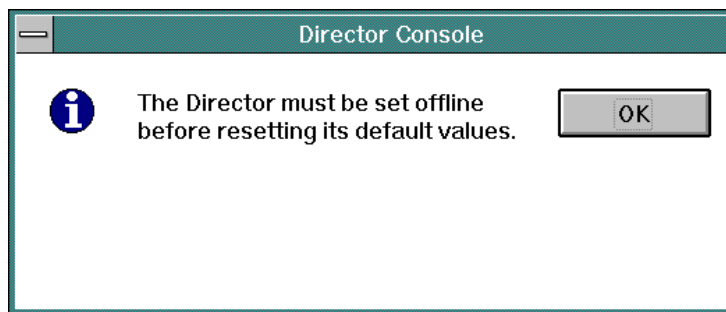 Director Console
The Director must be set offline
before resetting its default values.
OK